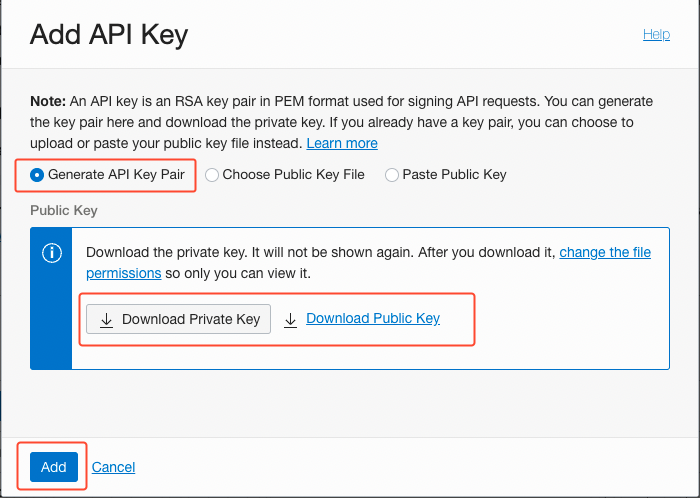 Add API Key
Help
Note: An API key is an RSA key pair in PEM format used for signing API requests. You can generate
the key pair here and download the private key. If you already have a key pair, you can choose to
upload or paste your public key file instead. Learn more
Generate API Key Pair Choose Public Key File Paste Public Key
Public Key
Download the private key. It will not be shown again. After you download it, change the file
permissions so only you can view it.
Download Private Key Download Public Key
Add Cancel